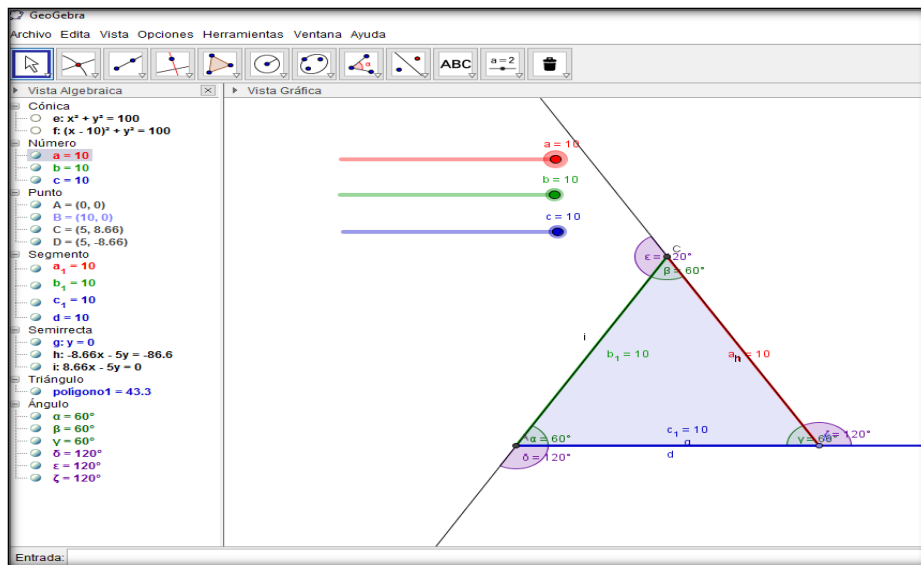 GeoGebra
Archivo Edita Vista Opciones Herramientas Ventana Ayuda
ABC
a = 2
Vista Algebraica
Cónica
e: x² + y² = 100
f: (x - 10)² + y² = 100
Número
a = 10
b = 10
c = 10
Punto
A = (0, 0)
B = (10, 0)
C = (5, 8.66)
D = (5, -8.66)
Segmento
a₁ = 10
b₁ = 10
c₁ = 10
d = 10
Semirrecta
g: y = 0
h: -8.66x - 5y = -86.6
i: 8.66x - 5y = 0
Triángulo
polígono1 = 43.3
Ángulo
α = 60°
β = 60°
γ = 60°
δ = 120°
ε = 120°
ζ = 120°
Vista Gráfica
a = 10
b = 10
c = 10
C
ε = 120°
β = 60°
i
b₁ = 10
a₁ = 10
h
α = 60°
c₁ = 10
γ = 60°
ζ = 120°
δ = 120°
g
d
Entrada: